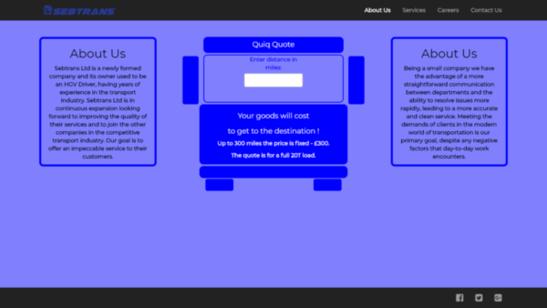 SEBTRANS
About Us
Services
Careers
Contact Us
About Us
Sebtrans Ltd is a newly formed
company and its owner used to be
an HGV Driver, having years of
experience in the transport
Industry. Sebtrans Ltd is in
continuous expansion looking
forward to improving the quality of
their services and to join the other
companies in the competitive
transport industry. Our goal is to
offer an impeccable service to their
customers.
Quiq Quote
Enter distance in
miles:
Your goods will cost
to get to the destination !
Up to 300 miles the price is fixed - £300.
The quote is for a full 20T load.
About Us
Being a small company we have
the advantage of a more
straightforward communication
between departments and the
ability to resolve issues more
rapidly, leading to a more accurate
and clean service. Meeting the
demands of clients in the modern
world of transportation is our
primary goal, despite any negative
factors that day-to-day work
encounters.